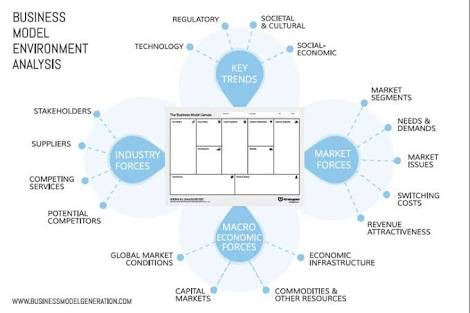 BUSINESS
MODEL
ENVIRONMENT
ANALYSIS
REGULATORY
SOCIETAL
& CULTURAL
TECHNOLOGY
SOCIAL-
ECONOMIC
KEY
TRENDS
STAKEHOLDERS
SUPPLIERS
COMPETING
SERVICES
POTENTIAL
COMPETITORS
INDUSTRY
FORCES
The Business Model Canvas
MARKET
FORCES
MARKET
SEGMENTS
NEEDS &
DEMANDS
MARKET
ISSUES
SWITCHING
COSTS
REVENUE
ATTRACTIVENESS
MACRO
ECONOMIC
FORCES
GLOBAL MARKET
CONDITIONS
CAPITAL
MARKETS
COMMODITIES &
OTHER RESOURCES
ECONOMIC
INFRASTRUCTURE
WWW.BUSINESSMODELGENERATION.COM